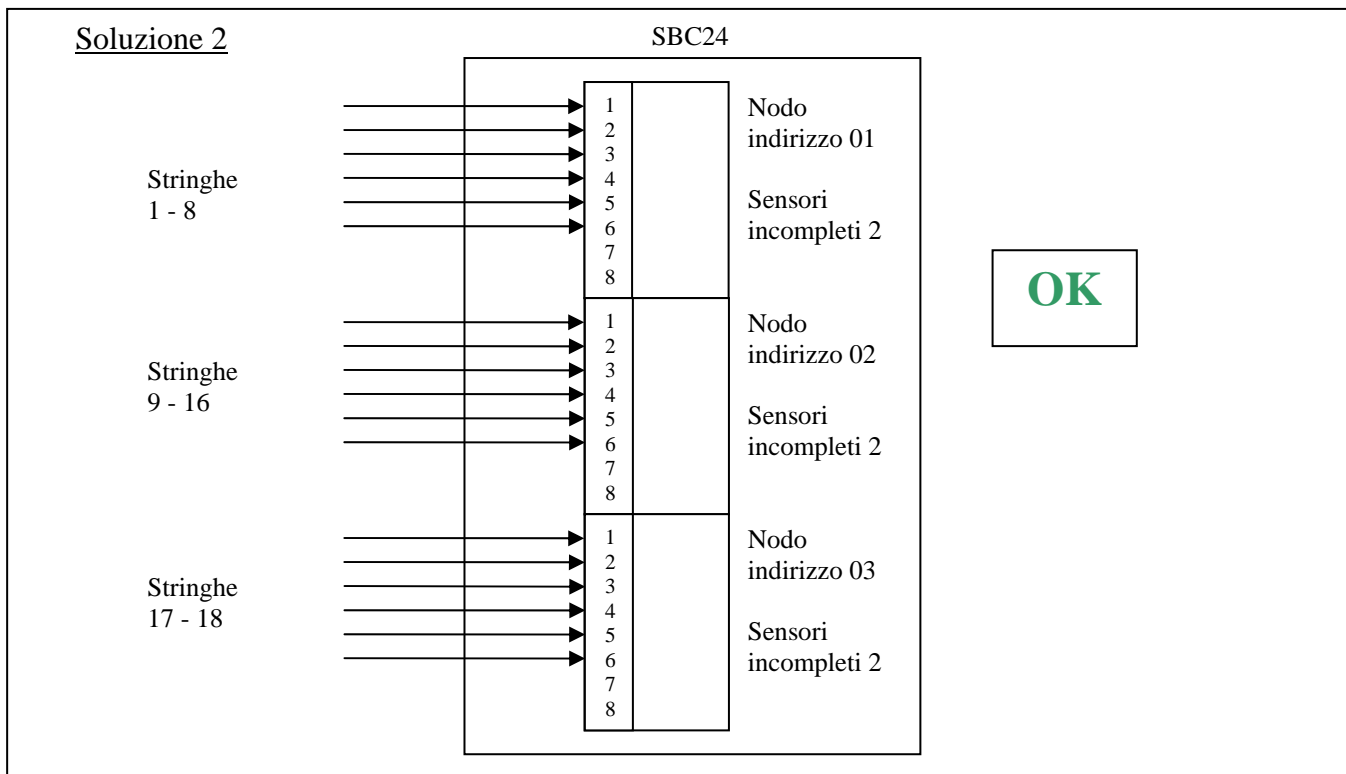 Soluzione 2
SBC24
Stringhe
1 - 8
1
2
3
4
5
6
7
8
Nodo
indirizzo 01
Sensori
incompleti 2
OK
Stringhe
9 - 16
1
2
3
4
5
6
7
8
Nodo
indirizzo 02
Sensori
incompleti 2
Stringhe
17 - 18
1
2
3
4
5
6
7
8
Nodo
indirizzo 03
Sensori
incompleti 2